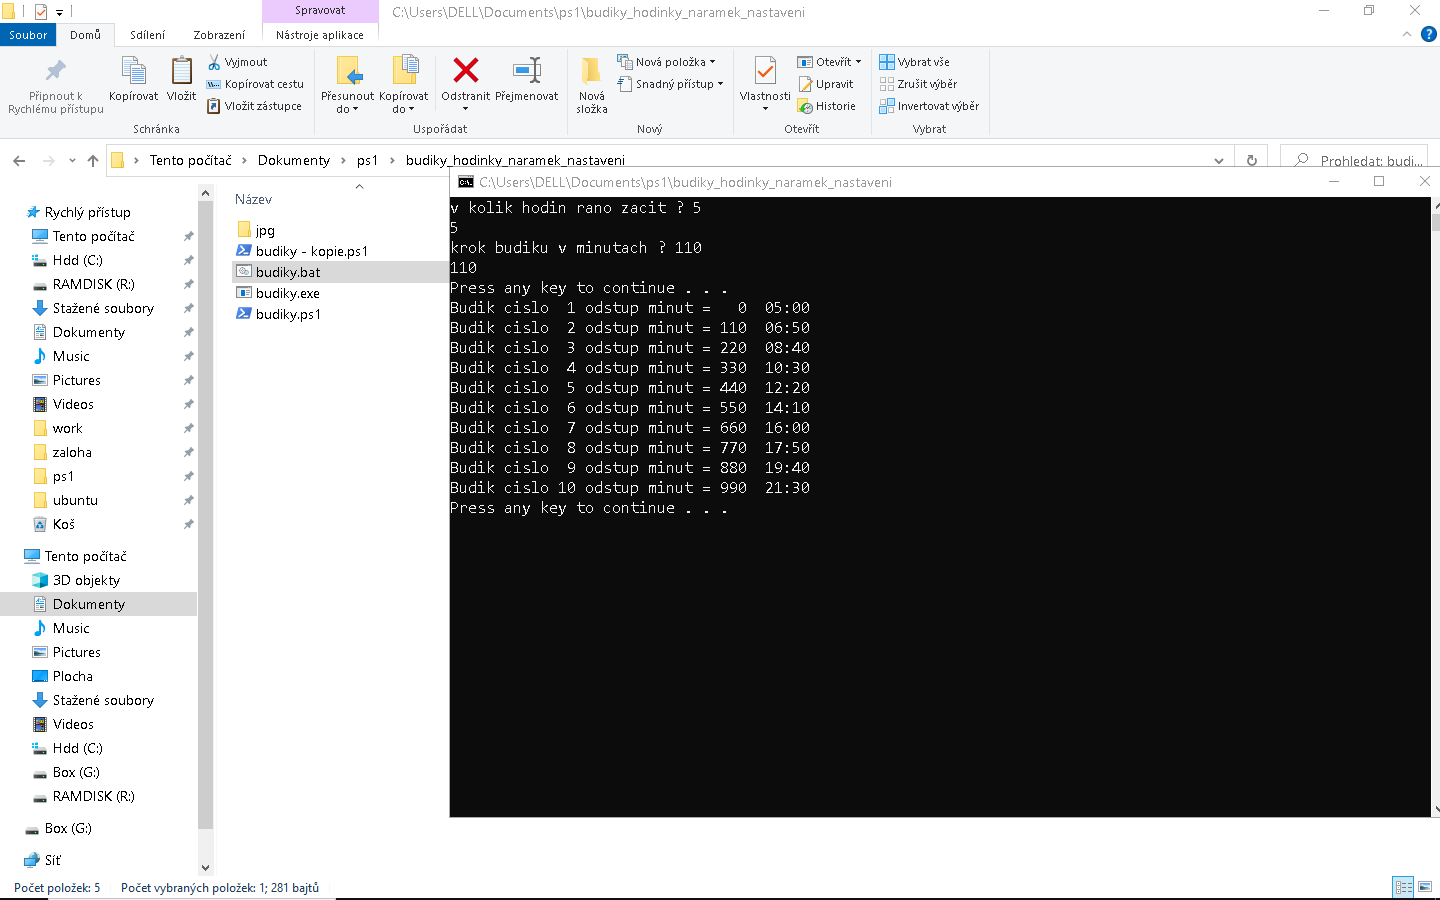 Spravovat
C:\Users\DELL\Documents\ps1\budiky_hodinky_naramek_nastaveni
Soubor
Domů
Sdílení
Zobrazení
Nástroje aplikace
Připnout k
Rychlému přístupu
Kopírovat
Vložit
Vyjmout
Kopírovat cestu
Vložit zástupce
Schránka
Přesunout
do
Kopírovat
do
Odstranit
Přejmenovat
Uspořádat
Nová
složka
Nová položka
Snadný přístup
Nový
Vlastnosti
Otevřít
Upravit
Historie
Otevřít
Vybrat vše
Zrušit výběr
Invertovat výběr
Vybrat
Tento počítač
Dokumenty
ps1
budiky_hodinky_naramek_nastaveni
Prohledat: budi...
Rychlý přístup
Tento počítač
Hdd (C:)
RAMDISK (R:)
Stažené soubory
Dokumenty
Music
Pictures
Videos
work
zaloha
ps1
ubuntu
Koš
Tento počítač
3D objekty
Dokumenty
Music
Pictures
Plocha
Stažené soubory
Videos
Hdd (C:)
Box (G:)
RAMDISK (R:)
Box (G:)
Síť
Název
jpg
budiky - kopie.ps1
budiky.bat
budiky.exe
budiky.ps1
C:\Users\DELL\Documents\ps1\budiky_hodinky_naramek_nastaveni
v kolik hodin rano zacit ? 5
5
krok budiku v minutach ? 110
110
Press any key to continue . . .
Budik cislo  1 odstup minut =   0  05:00
Budik cislo  2 odstup minut = 110  06:50
Budik cislo  3 odstup minut = 220  08:40
Budik cislo  4 odstup minut = 330  10:30
Budik cislo  5 odstup minut = 440  12:20
Budik cislo  6 odstup minut = 550  14:10
Budik cislo  7 odstup minut = 660  16:00
Budik cislo  8 odstup minut = 770  17:50
Budik cislo  9 odstup minut = 880  19:40
Budik cislo 10 odstup minut = 990  21:30
Press any key to continue . . .
Počet položek: 5
Počet vybraných položek: 1; 281 bajtů